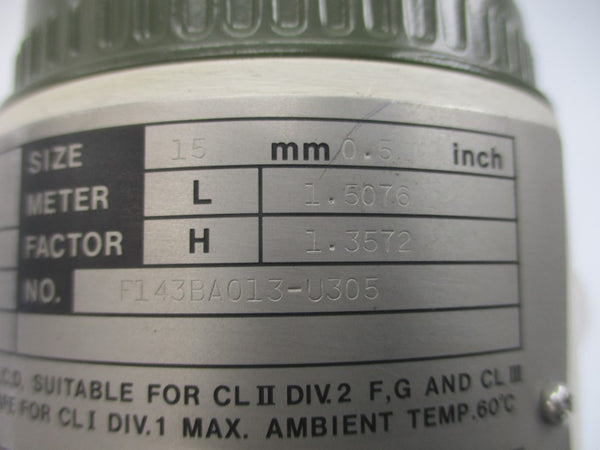 SIZE 15 mm/0.5 inch
METER FACTOR L 1.5076
H 1.3572
NO. F143BA013-U305
.C.D. SUITABLE FOR CL II DIV.2 F,G AND CL III
FOR CL I DIV.1 MAX. AMBIENT TEMP.60°C